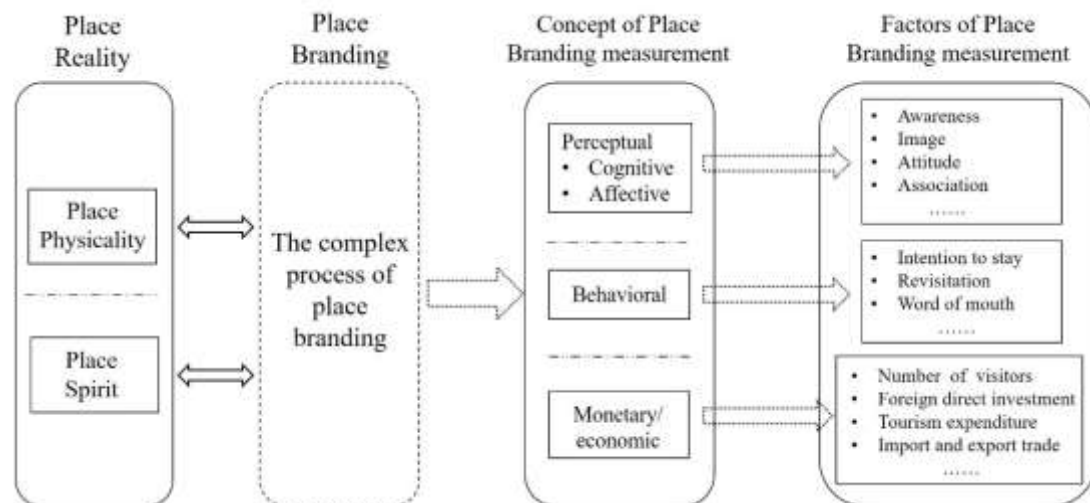 Place
Reality
Place
Branding
Concept of Place
Branding measurement
Factors of Place
Branding measurement
Place
Physicality
Place
Spirit
The complex
process of
place
branding
Perceptual
• Cognitive
• Affective
Behavioral
Monetary/
economic
• Awareness
• Image
• Attitude
• Association
......
• Intention to stay
• Revisitation
• Word of mouth
......
• Number of visitors
• Foreign direct investment
• Tourism expenditure
• Import and export trade
......